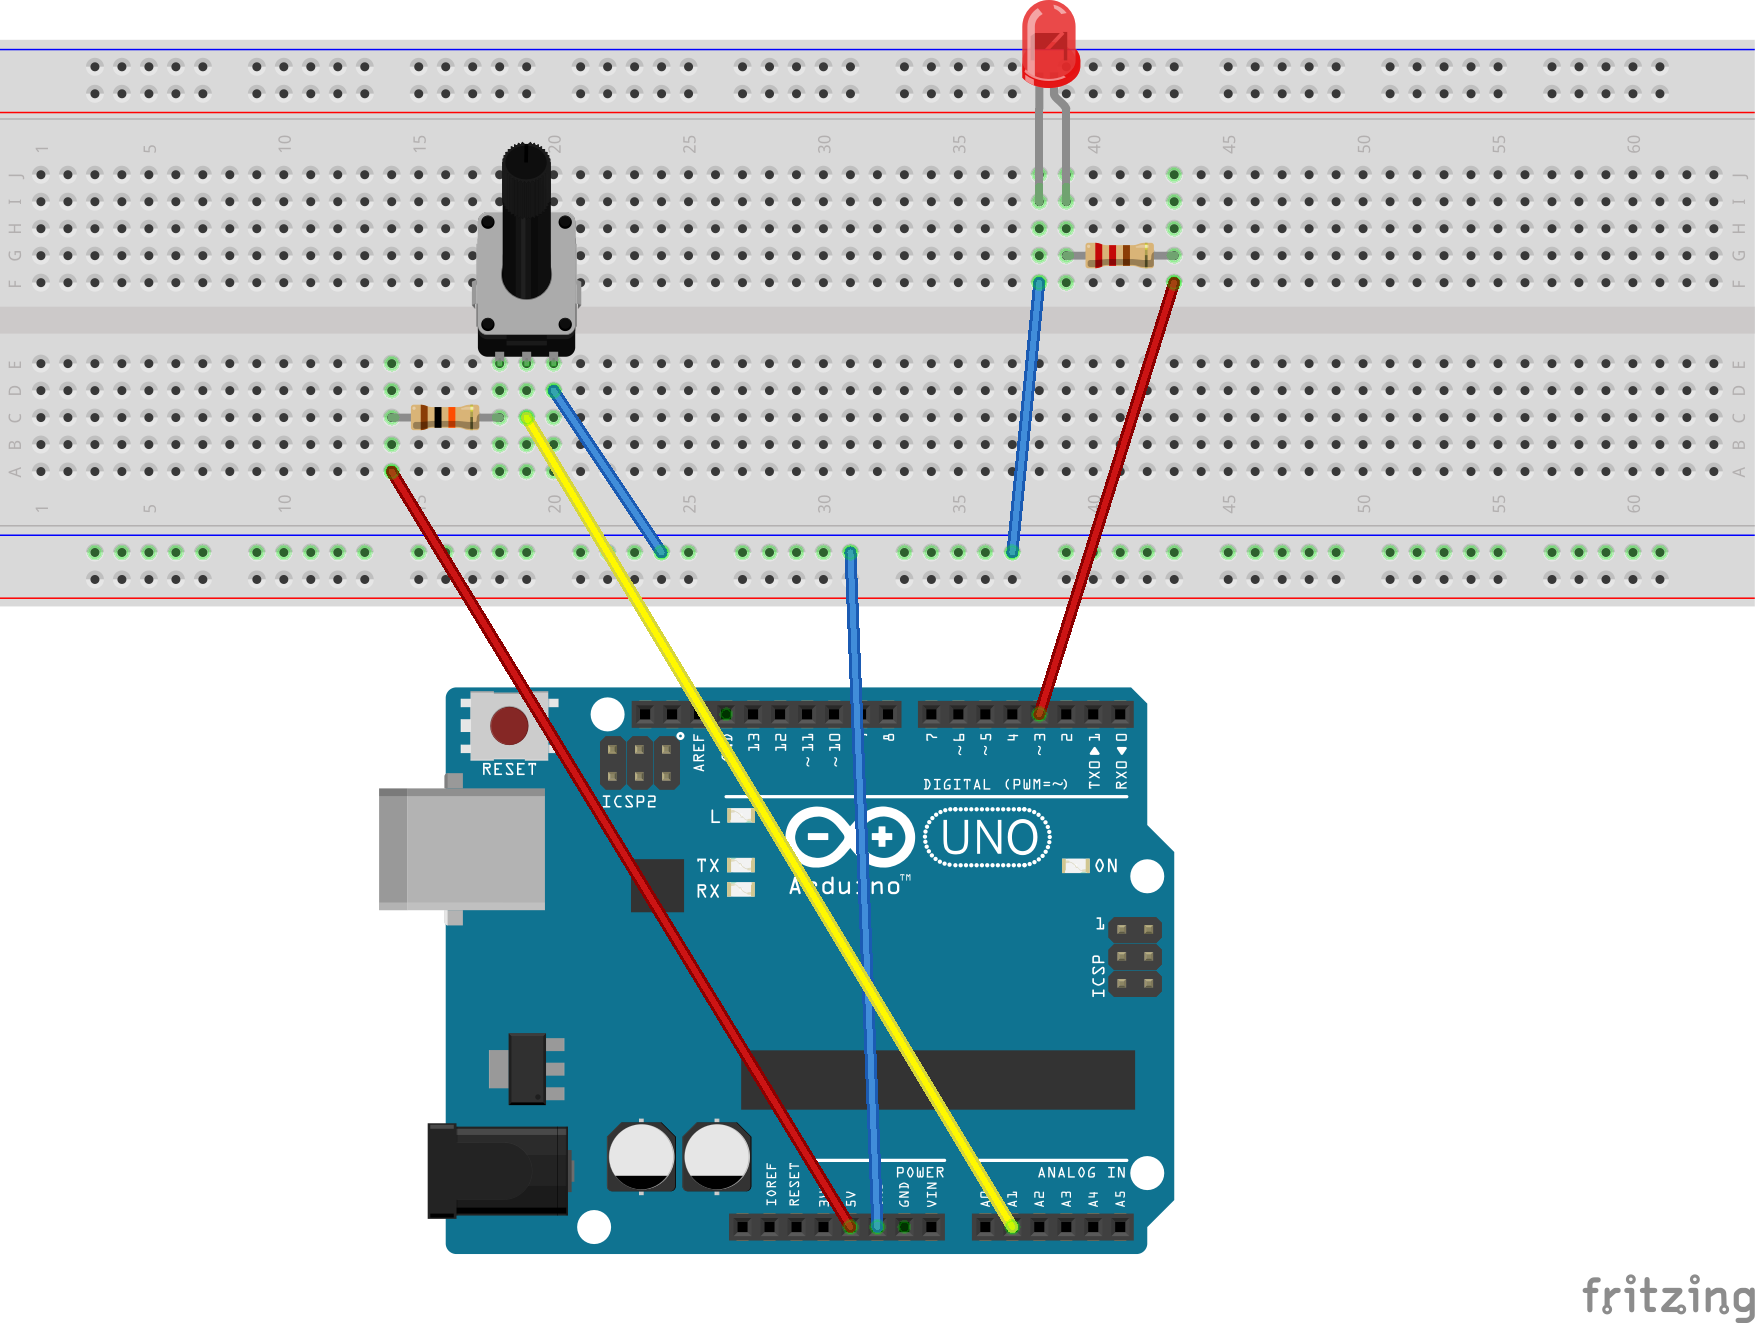 1 5 10 15 20 25 30 35 40 45 50 55 60
J J
I I
H H
G G
F F
E E
D D
C C
B B
A A
1 5 10 15 20 25 30 35 40 45 50 55 60
RESET
ICSP2
AREF
13
12
~11
~10
8
7
~6
~5
4
~3
2
TX0 1
RX0 0
DIGITAL (PWM=~)
L
TX
RX
UNO
Arduino™
ON
1
ICSP
POWER
ANALOG IN
IOREF
RESET
5V
GND
VIN
A0
A1
A2
A3
A4
A5
fritzing